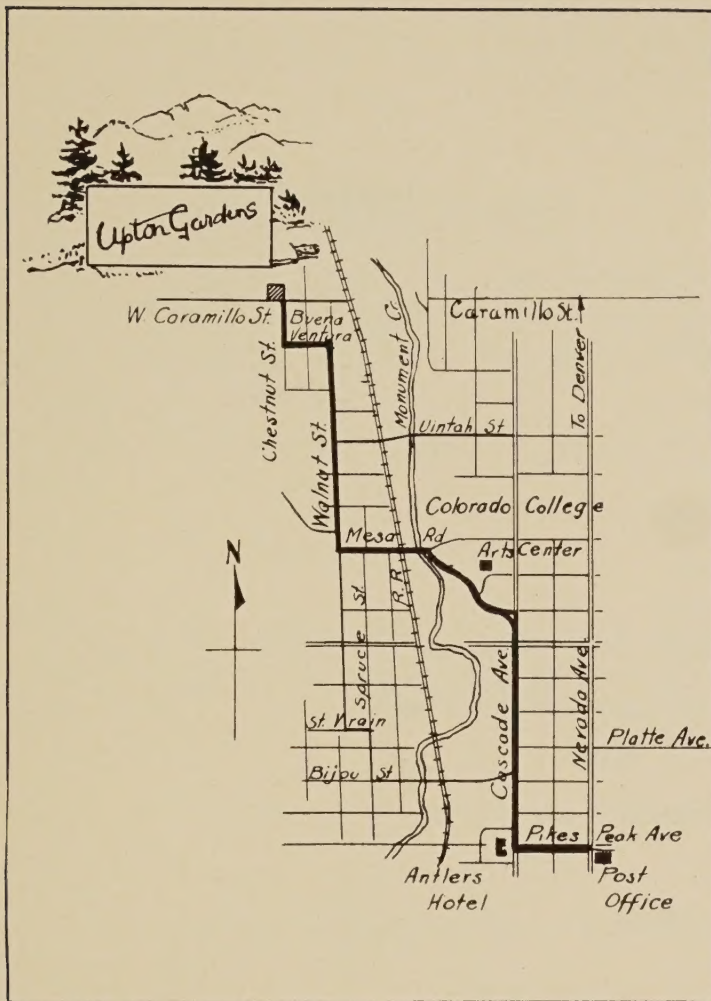 Upton Gardens
W. Caramillo St.
Buena
Ventura
Caramillo St.
Chestnut St.
Walnut St.
Monument Cr.
To Denver
Uintah St
Colorado College
Mesa Rd
Arts Center
N
R.R.
Spruce St.
St Vrain
Bijou St
Cascade Ave.
Nevada Ave.
Platte Ave.
Pikes Peak Ave
Antlers
Hotel
Post
Office